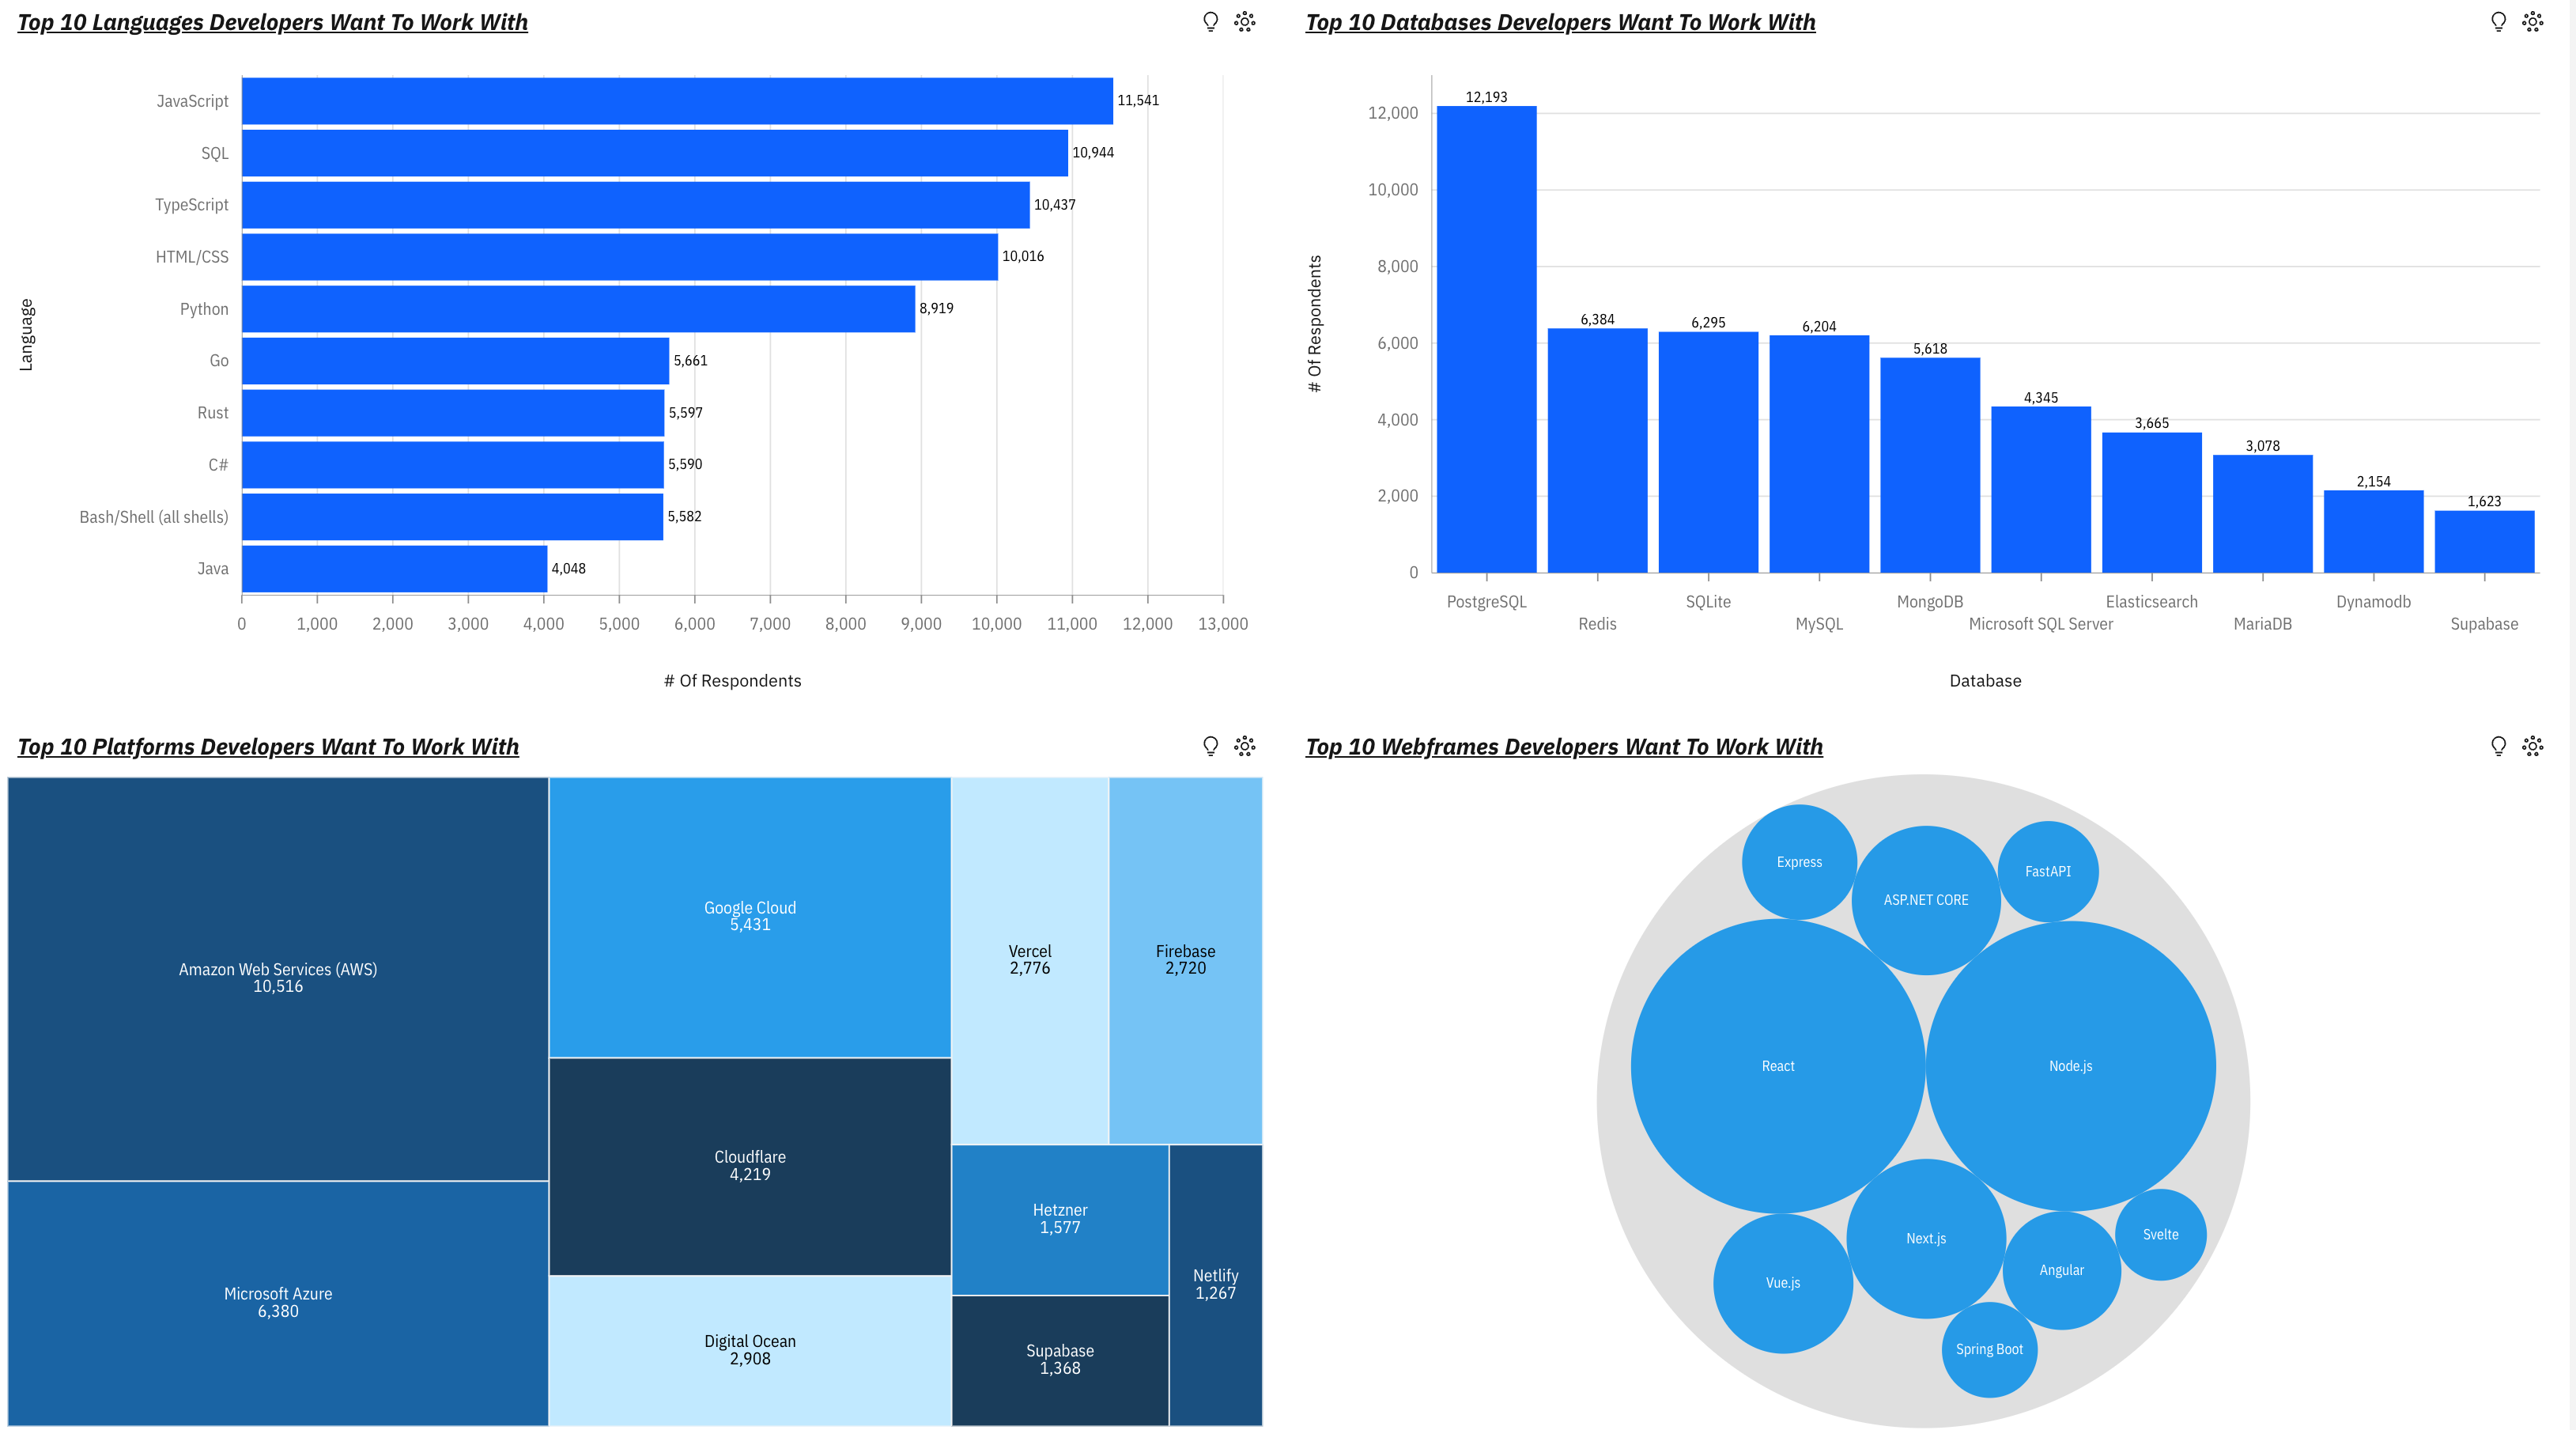 Top 10 Languages Developers Want To Work With
Language
JavaScript
11,541
SQL
10,944
TypeScript
10,437
HTML/CSS
10,016
Python
8,919
Go
5,661
Rust
5,597
C#
5,590
Bash/Shell (all shells)
5,582
Java
4,048
0 1,000 2,000 3,000 4,000 5,000 6,000 7,000 8,000 9,000 10,000 11,000 12,000 13,000
# Of Respondents
Top 10 Databases Developers Want To Work With
# Of Respondents
12,000
10,000
8,000
6,000
4,000
2,000
0
12,193
6,384
6,295
6,204
5,618
4,345
3,665
3,078
2,154
1,623
PostgreSQL
Redis
SQLite
MySQL
MongoDB
Microsoft SQL Server
Elasticsearch
MariaDB
Dynamodb
Supabase
Database
Top 10 Platforms Developers Want To Work With
Amazon Web Services (AWS)
10,516
Microsoft Azure
6,380
Google Cloud
5,431
Cloudflare
4,219
Digital Ocean
2,908
Vercel
2,776
Firebase
2,720
Hetzner
1,577
Supabase
1,368
Netlify
1,267
Top 10 Webframes Developers Want To Work With
Express
ASP.NET CORE
FastAPI
React
Node.js
Next.js
Vue.js
Angular
Svelte
Spring Boot